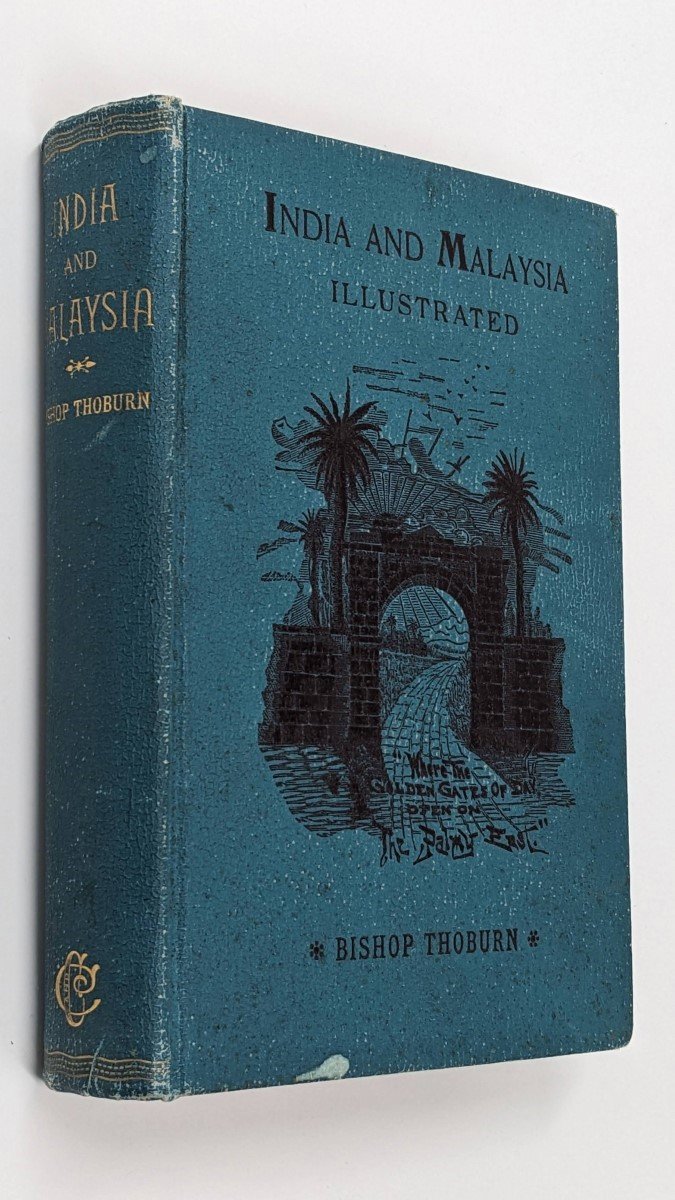 INDIA
AND
MALAYSIA
BISHOP THOBURN
INDIA AND MALAYSIA
ILLUSTRATED
"Where The
GOLDEN GATES OF DAY
OPEN ON
The Palmy East."
BISHOP THOBURN